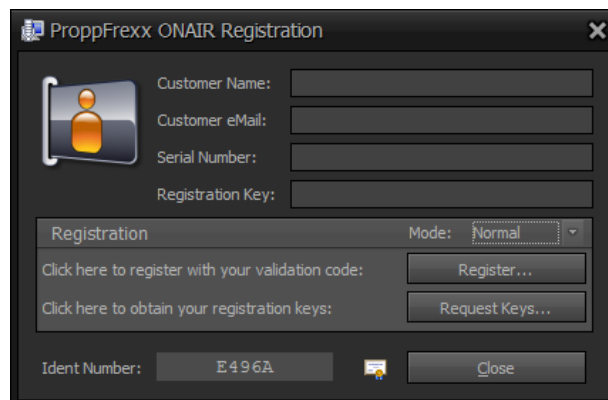 ProppFrexx ONAIR Registration
Customer Name:
Customer eMail:
Serial Number:
Registration Key:
Registration Mode: Normal
Click here to register with your validation code: Register...
Click here to obtain your registration keys: Request Keys...
Ident Number: E496A Close